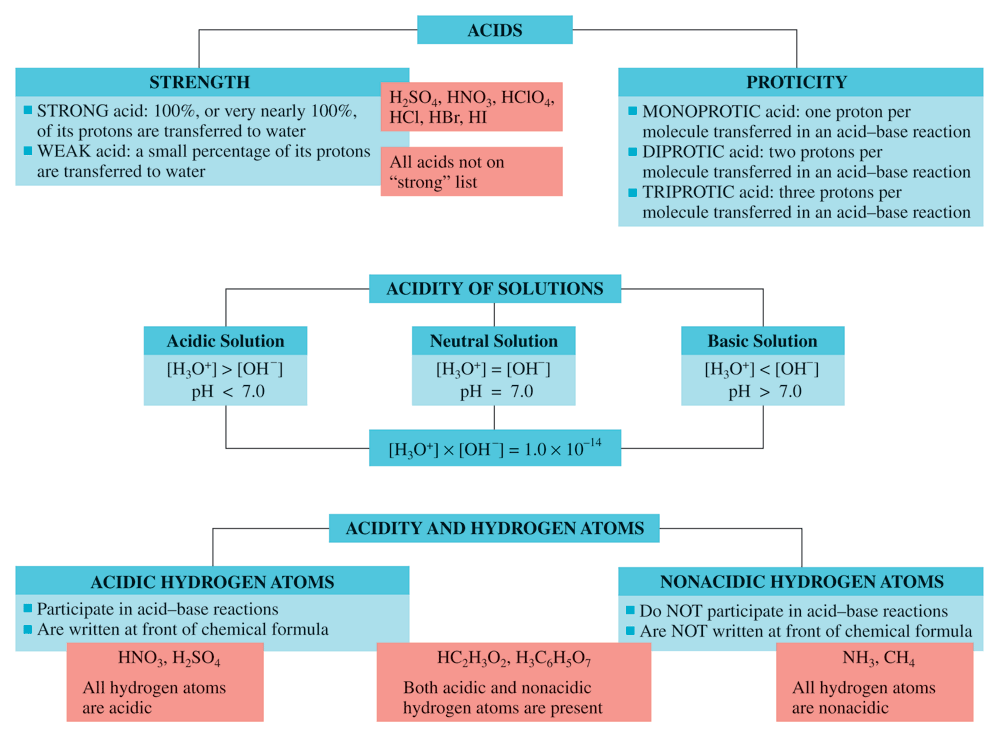 ACIDS
STRENGTH
■ STRONG acid: 100%, or very nearly 100%,
of its protons are transferred to water
■ WEAK acid: a small percentage of its protons
are transferred to water
H₂SO₄, HNO₃, HClO₄,
HCl, HBr, HI
All acids not on
“strong” list
PROTICITY
■ MONOPROTIC acid: one proton per
molecule transferred in an acid–base reaction
■ DIPROTIC acid: two protons per
molecule transferred in an acid–base reaction
■ TRIPROTIC acid: three protons per
molecule transferred in an acid–base reaction
ACIDITY OF SOLUTIONS
Acidic Solution
[H₃O⁺] > [OH⁻]
pH < 7.0
Neutral Solution
[H₃O⁺] = [OH⁻]
pH = 7.0
Basic Solution
[H₃O⁺] < [OH⁻]
pH > 7.0
[H₃O⁺] × [OH⁻] = 1.0 × 10⁻¹⁴
ACIDITY AND HYDROGEN ATOMS
ACIDIC HYDROGEN ATOMS
■ Participate in acid–base reactions
■ Are written at front of chemical formula
NONACIDIC HYDROGEN ATOMS
■ Do NOT participate in acid–base reactions
■ Are NOT written at front of chemical formula
HNO₃, H₂SO₄
All hydrogen atoms
are acidic
HC₂H₃O₂, H₃C₆H₅O₇
Both acidic and nonacidic
hydrogen atoms are present
NH₃, CH₄
All hydrogen atoms
are nonacidic